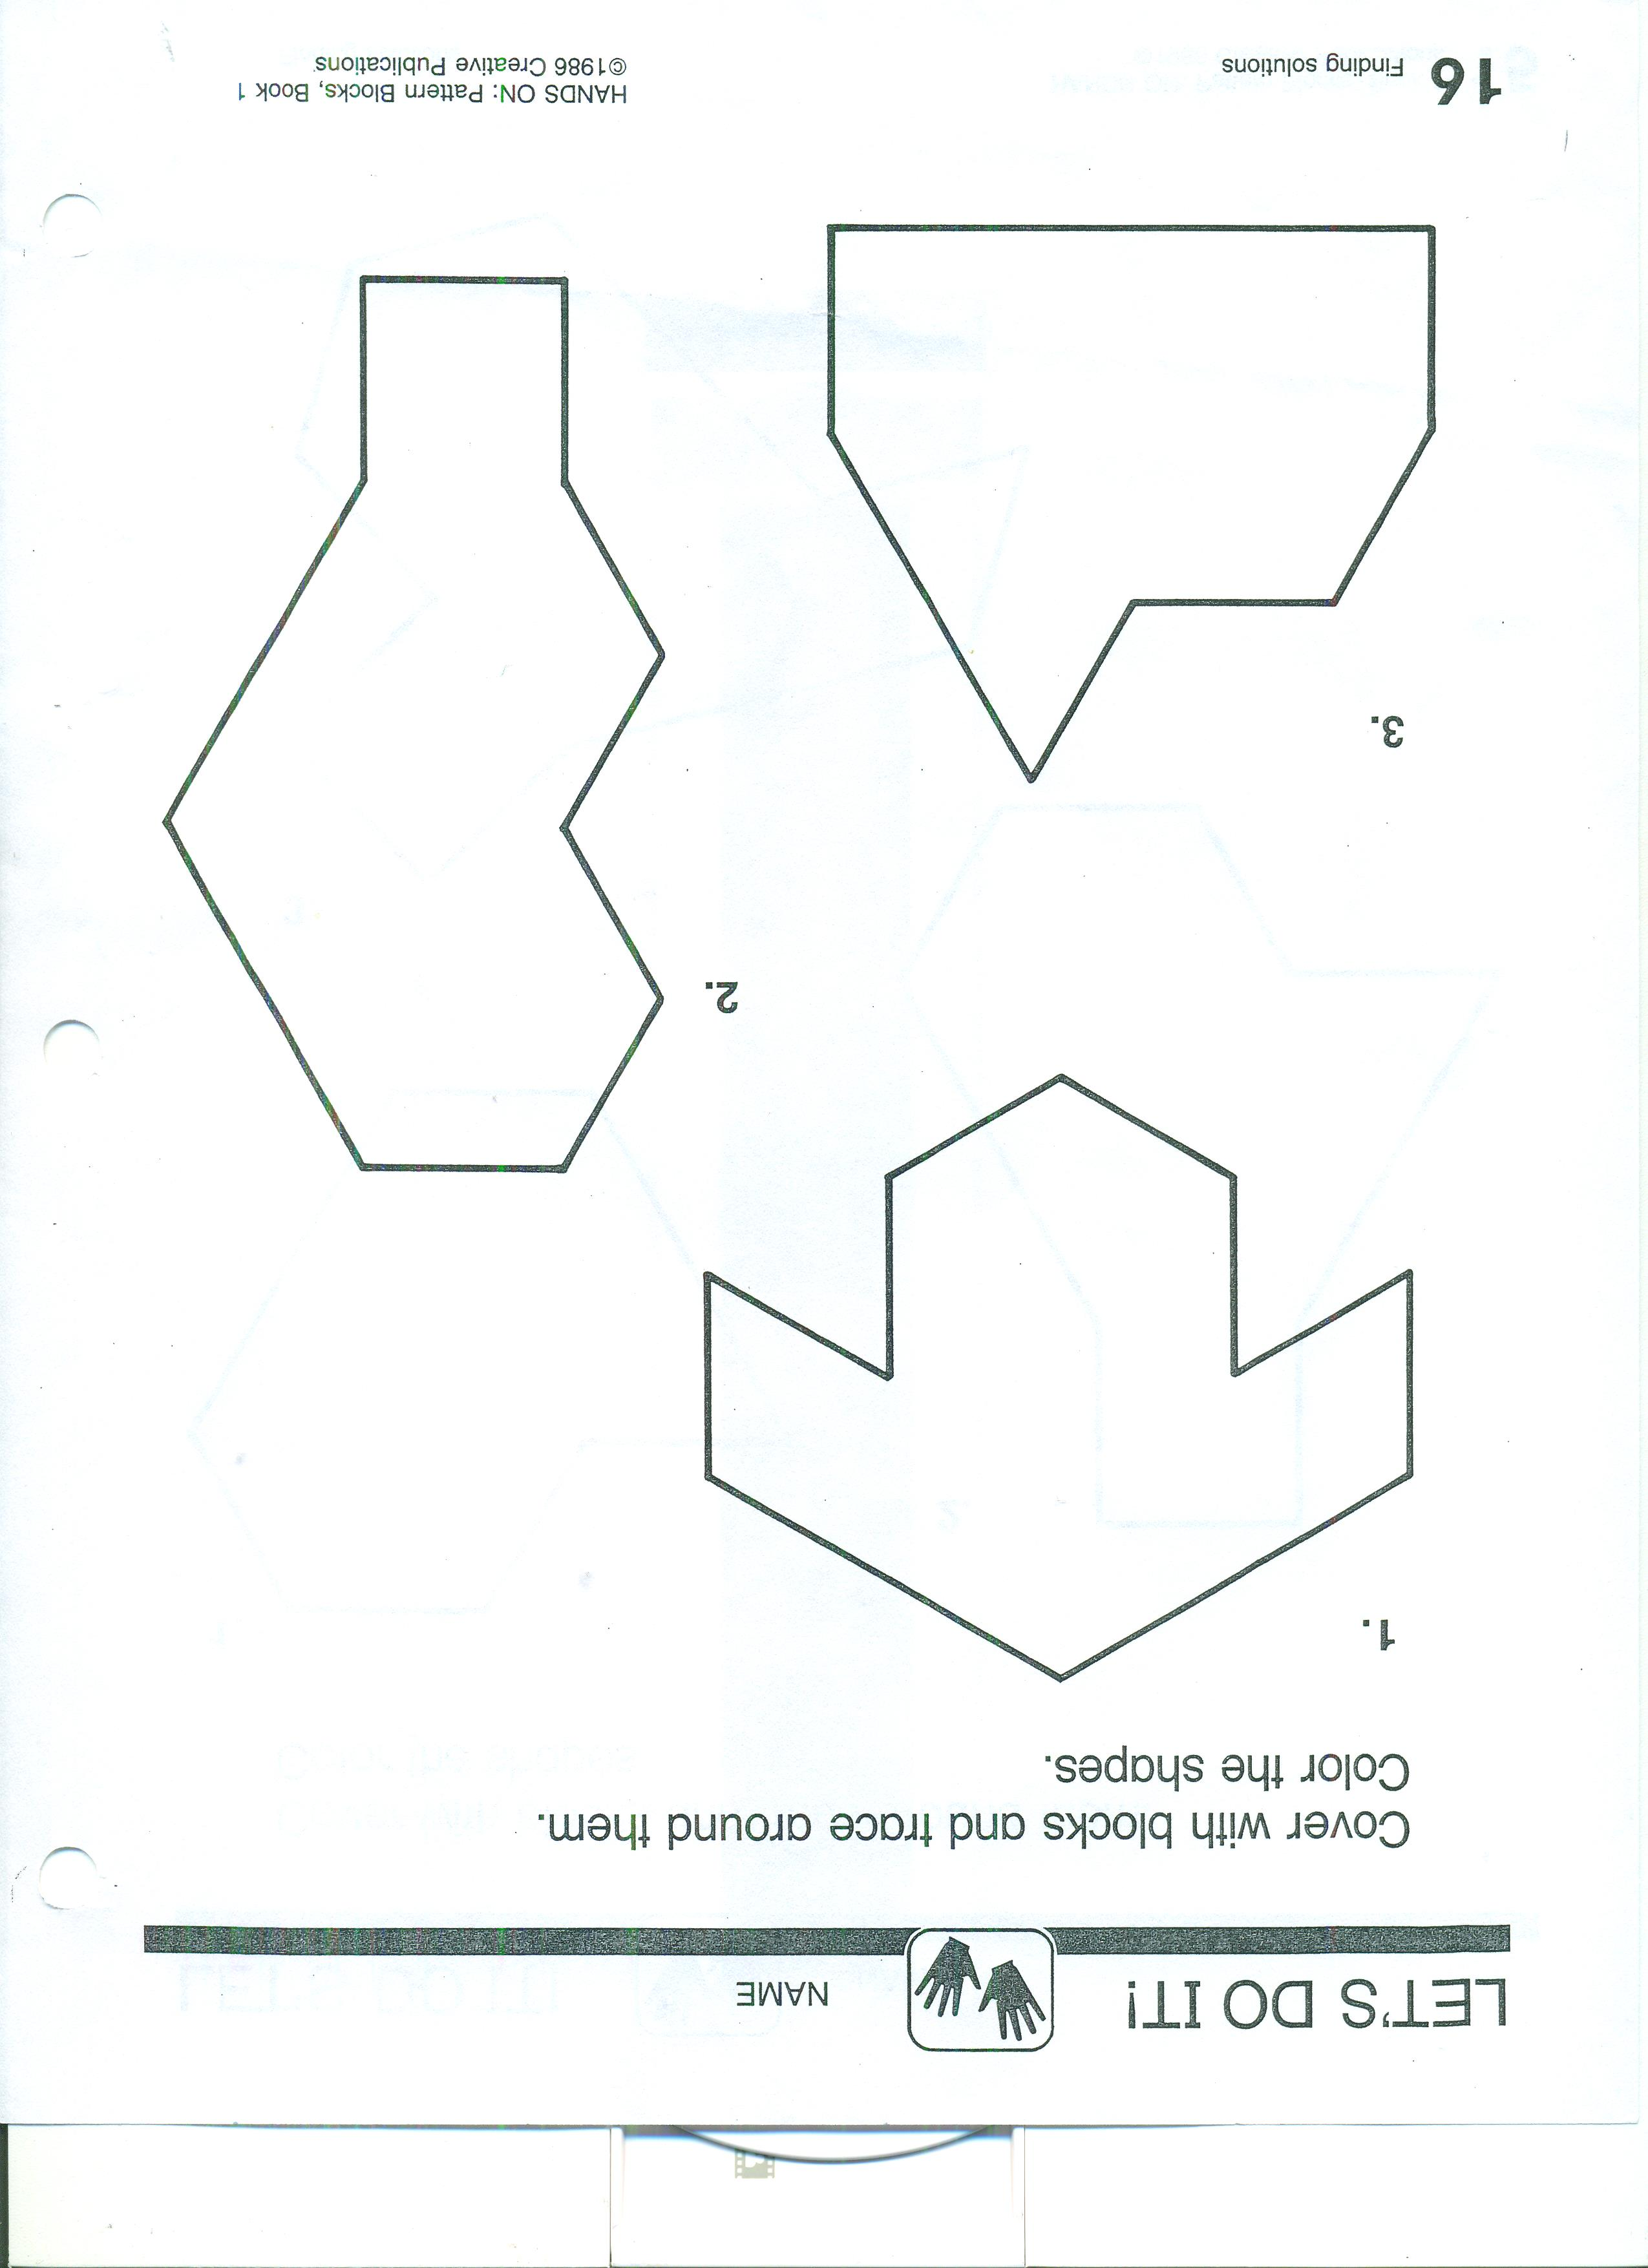 LET'S DO IT!
NAME
Cover with blocks and trace around them.
Color the shapes.
1.
2.
3.
16 Finding solutions
HANDS ON: Pattern Blocks, Book 1
©1986 Creative Publications